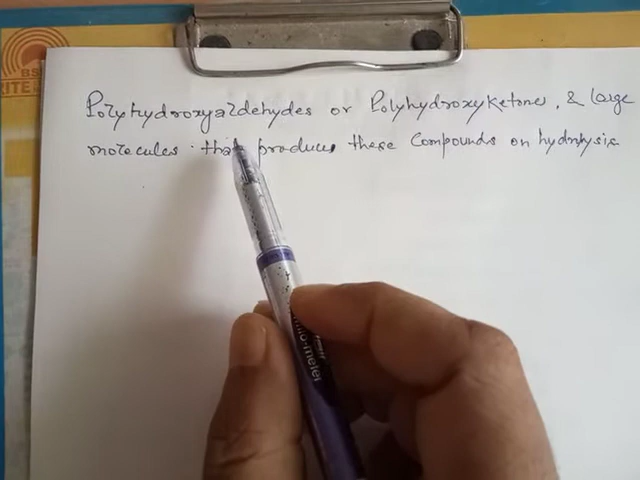 Polyhydroxyaldehydes or Polyhydroxyketones, & large
molecules that produces these Compounds on hydrolysis